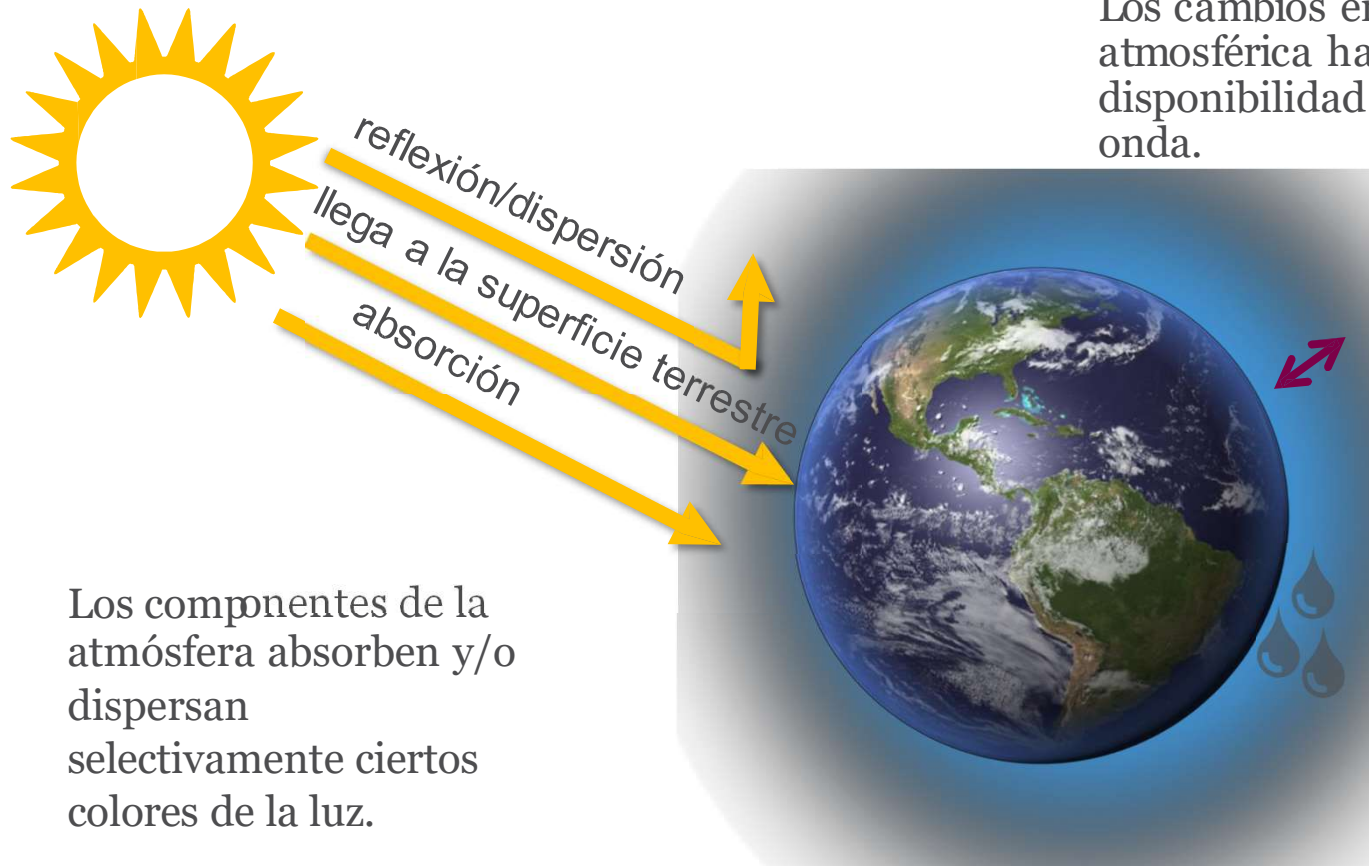 Los cambios en
atmosférica ha
disponibilidad
onda.
reflexión/dispersión
llega a la superficie terrestre
absorción
Los componentes de la
atmósfera absorben y/o
dispersan
selectivamente ciertos
colores de la luz.